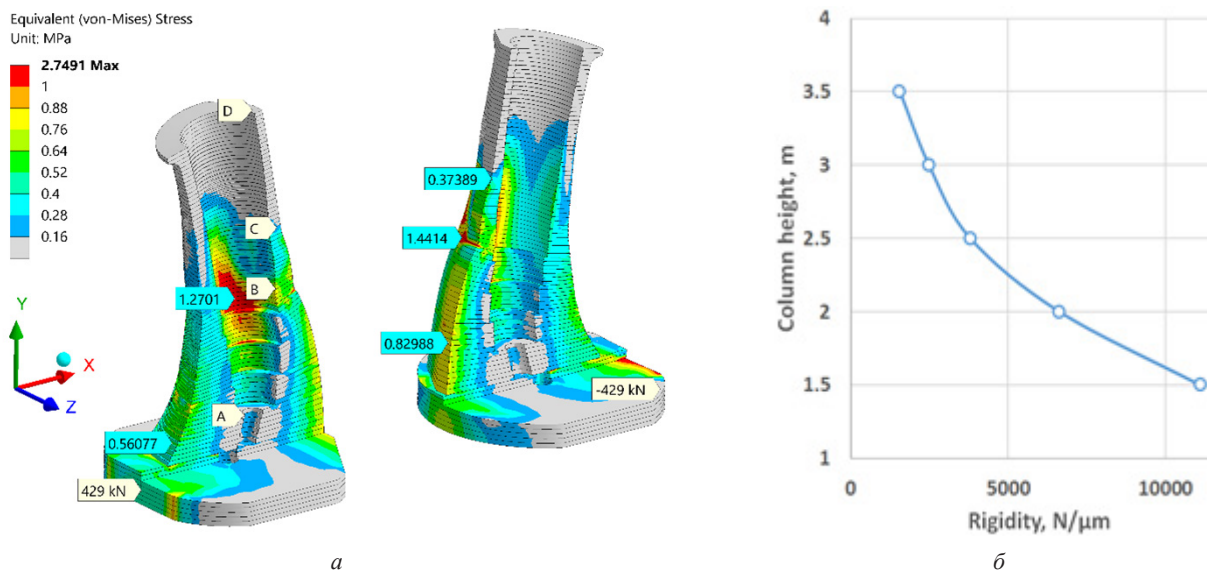 Equivalent (von-Mises) Stress
Unit: MPa
2.7491 Max
1
0.88
0.76
0.64
0.52
0.4
0.28
0.16
Y
X
Z
D
C
B
A
1.2701
0.56077
429 kN
0.37389
1.4414
0.82988
-429 kN
а
Column height, m
4
3.5
3
2.5
2
1.5
1
0
5000
10000
Rigidity, N/µm
б